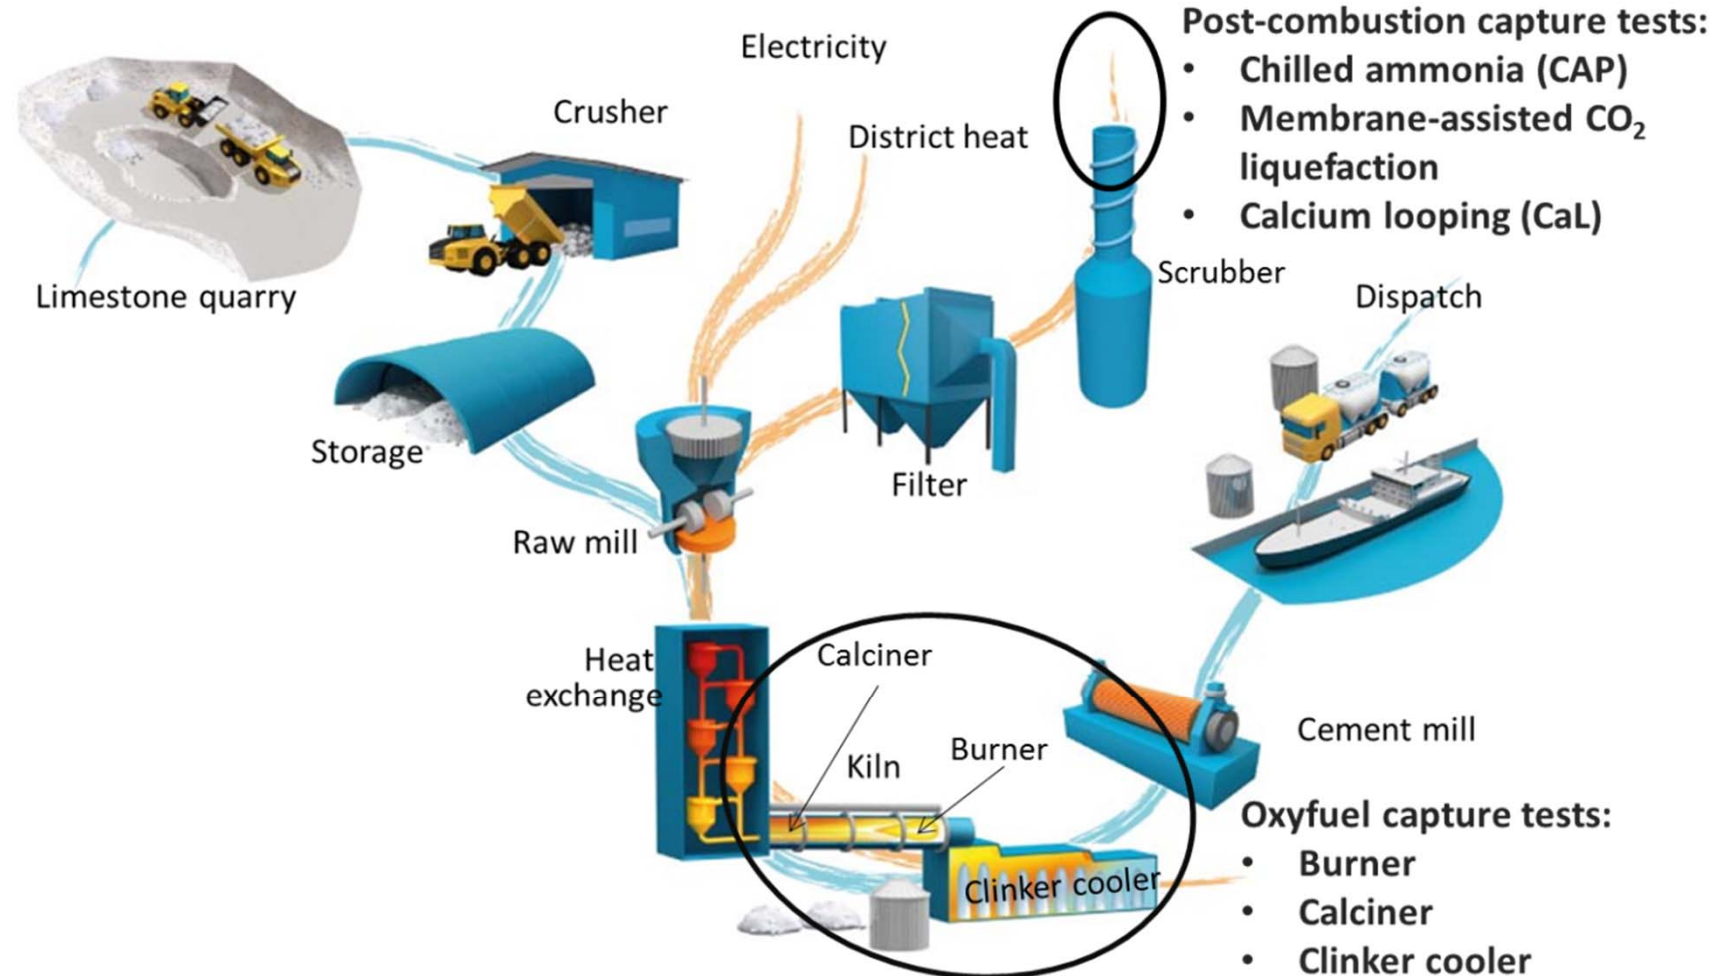 Post-combustion capture tests:
• Chilled ammonia (CAP)
• Membrane-assisted CO₂
liquefaction
• Calcium looping (CaL)
Electricity
Crusher
District heat
Scrubber
Limestone quarry
Dispatch
Storage
Filter
Raw mill
Heat
exchange
Calciner
Kiln
Burner
Cement mill
Clinker cooler
Oxyfuel capture tests:
• Burner
• Calciner
• Clinker cooler